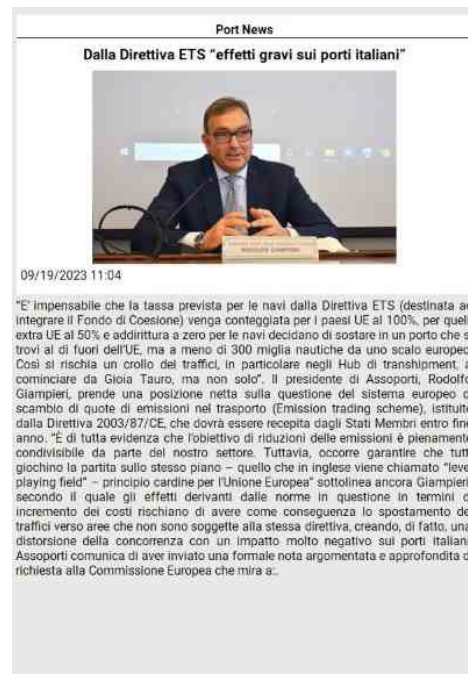 Port News
Dalla Direttiva ETS “effetti gravi sui porti italiani”
09/19/2023 11:04
"E' impensabile che la tassa prevista per le navi dalla Direttiva ETS (destinata ad
integrare il Fondo di Coesione) venga conteggiata per i paesi UE al 100%, per quelli
extra UE al 50% e addirittura a zero per le navi decidano di sostare in un porto che si
trovi al di fuori dell'UE, ma a meno di 300 miglia nautiche da uno scalo europeo.
Così si rischia un crollo dei traffici, in particolare negli Hub di transhipment, a
cominciare da Gioia Tauro, ma non solo". Il presidente di Assoporti, Rodolfo
Giampieri, prende una posizione netta sulla questione del sistema europeo di
scambio di quote di emissioni nel trasporto (Emission trading scheme), istituito
dalla Direttiva 2003/87/CE, che dovrà essere recepita dagli Stati Membri entro fine
anno. "È di tutta evidenza che l'obiettivo di riduzioni delle emissioni è pienamente
condivisibile da parte del nostro settore. Tuttavia, occorre garantire che tutti
giochino la partita sullo stesso piano – quello che in inglese viene chiamato "level
playing field" – principio cardine per l'Unione Europea" sottolinea ancora Giampieri,
secondo il quale gli effetti derivanti dalle norme in questione in termini di
incremento dei costi rischiano di avere come conseguenza lo spostamento dei
traffici verso aree che non sono soggette alla stessa direttiva, creando, di fatto, una
distorsione della concorrenza con un impatto molto negativo sui porti italiani.
Assoporti comunica di aver inviato una formale nota argomentata e approfondita di
richiesta alla Commissione Europea che mira a:.